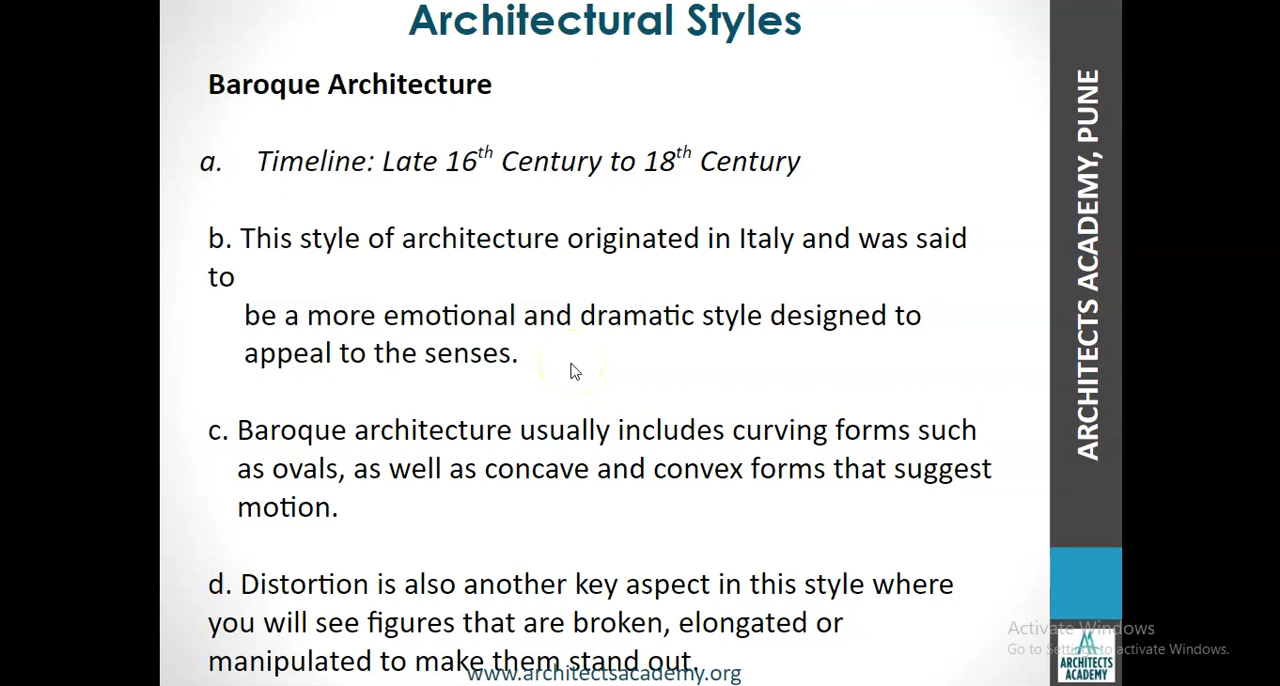 Architectural Styles
Baroque Architecture
a. Timeline: Late 16th Century to 18th Century
b. This style of architecture originated in Italy and was said
to
be a more emotional and dramatic style designed to
appeal to the senses.
c. Baroque architecture usually includes curving forms such
as ovals, as well as concave and convex forms that suggest
motion.
d. Distortion is also another key aspect in this style where
you will see figures that are broken, elongated or
manipulated to make them stand out.
www.architectsacademy.org
ARCHITECTS ACADEMY, PUNE
Activate Windows
Go to Settings to activate Windows.
ARCHITECTS
ACADEMY